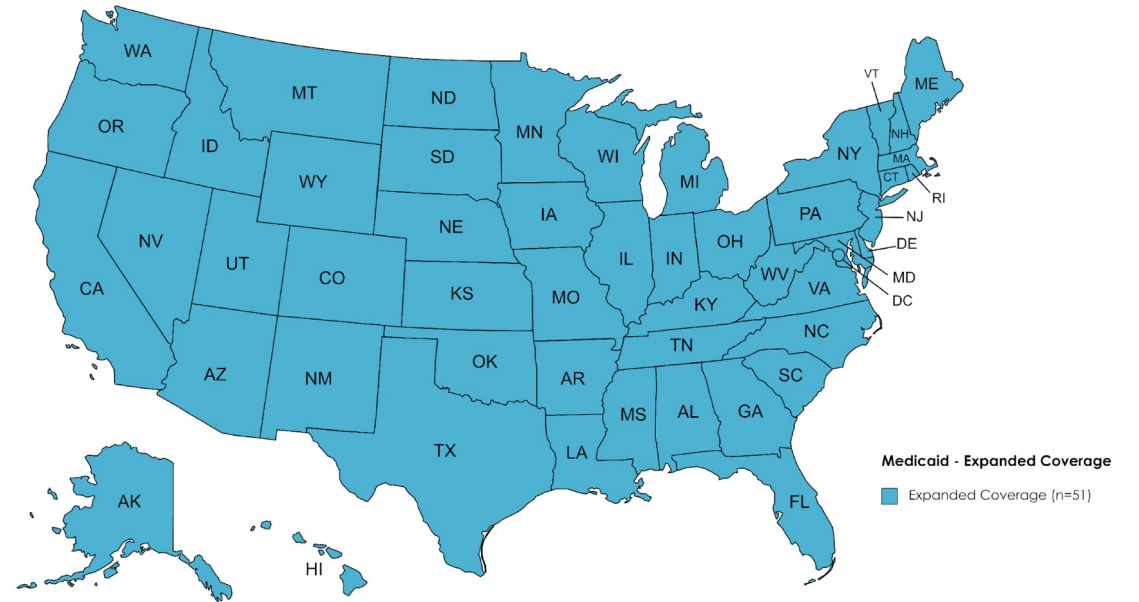 WA
MT
ND
MN
VT
ME
OR
ID
SD
WI
NH
NY
MA
WY
MI
CT
RI
IA
PA
NJ
NE
NV
OH
DE
UT
IL
IN
WV
MD
CO
CA
KS
MO
VA
DC
KY
NC
TN
OK
AZ
NM
AR
SC
MS
AL
GA
TX
LA
Medicaid - Expanded Coverage
Expanded Coverage (n=51)
AK
FL
HI